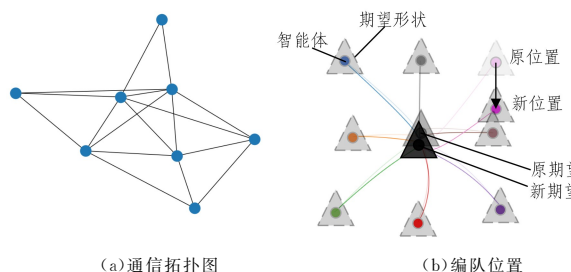 期望形状
智能体
原位置
新位置
原期望
新期望
(a)通信拓扑图
(b)编队位置